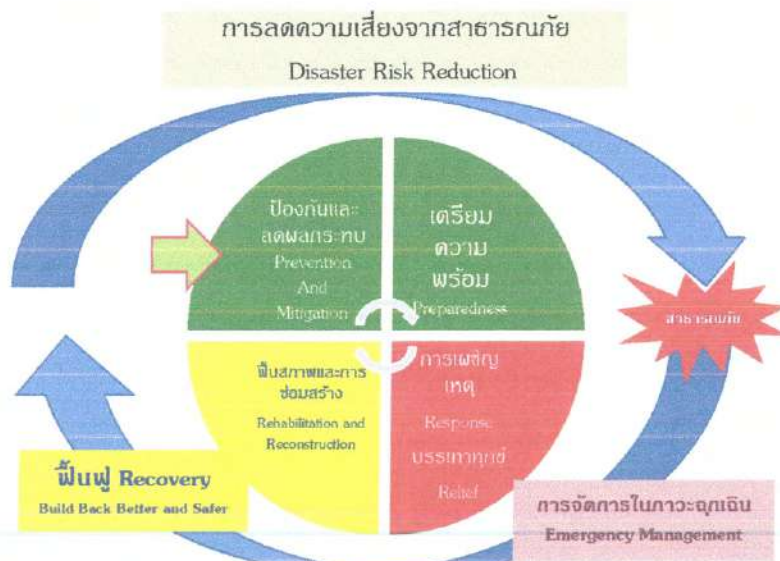 การลดความเสี่ยงจากสาธารณภัย
Disaster Risk Reduction
ป้องกันและ
ลดผลกระทบ
Prevention
And
Mitigation
เตรียม
ความ
พร้อม
Preparedness
สาธารณภัย
ฟื้นสภาพและการ
ซ่อมสร้าง
Rehabilitation and
Reconstruction
การเผชิญ
เหตุ
Response
บรรเทาทุกข์
Relief
ฟื้นฟู Recovery
Build Back Better and Safer
การจัดการในภาวะฉุกเฉิน
Emergency Management